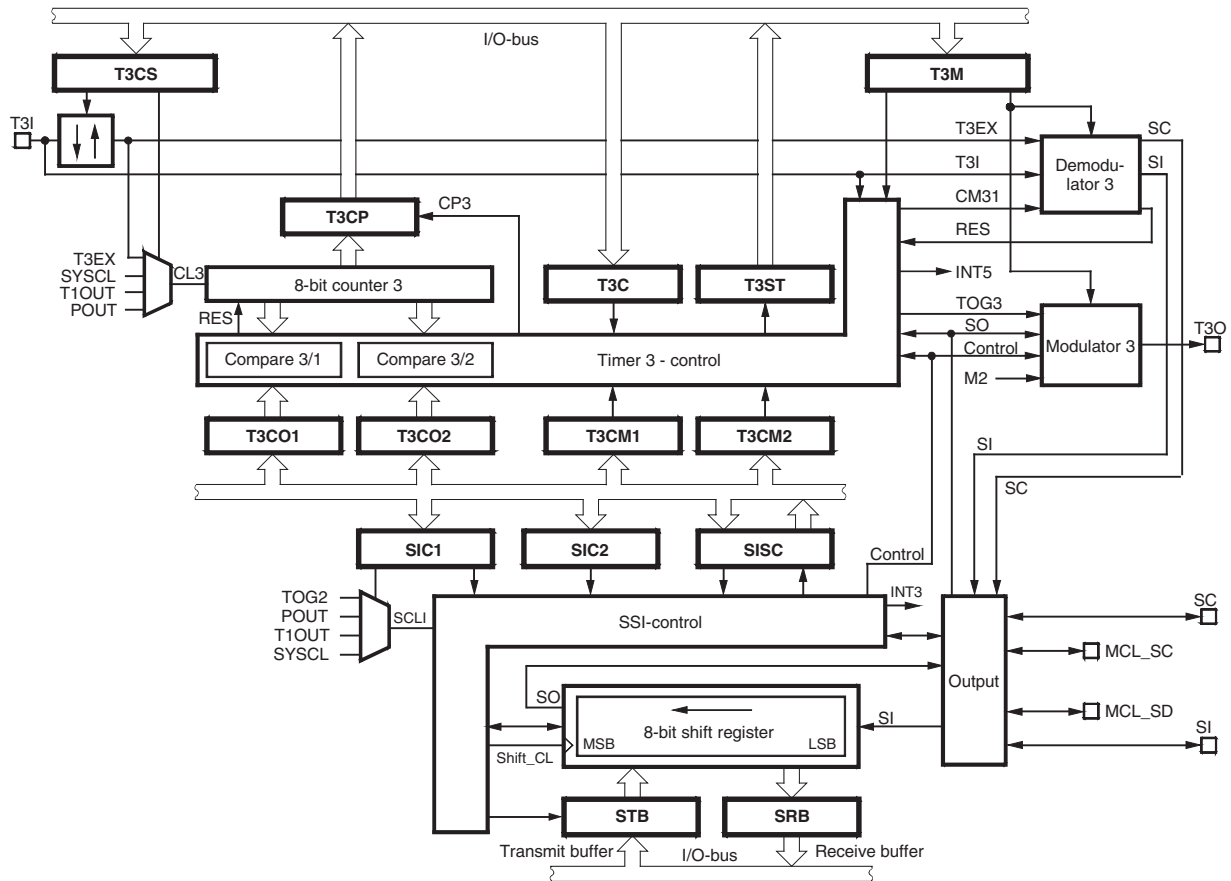 I/O-bus
T3CS
T3M
T3I
T3EX
SC
T3I
SI
Demodu-
lator 3
CP3
CM31
T3CP
RES
T3EX
SYSCL
T1OUT
POUT
CL3
8-bit counter 3
T3C
T3ST
INT5
RES
TOG3
SO
Control
M2
Modulator 3
T3O
Compare 3/1
Compare 3/2
Timer 3 - control
T3CO1
T3CO2
T3CM1
T3CM2
SI
SC
SIC1
SIC2
SISC
Control
TOG2
POUT
T1OUT
SYSCL
SCLI
SSI-control
INT3
SC
MCL_SC
Output
SO
SI
MCL_SD
SI
8-bit shift register
MSB
LSB
Shift_CL
STB
SRB
Transmit buffer
I/O-bus
Receive buffer